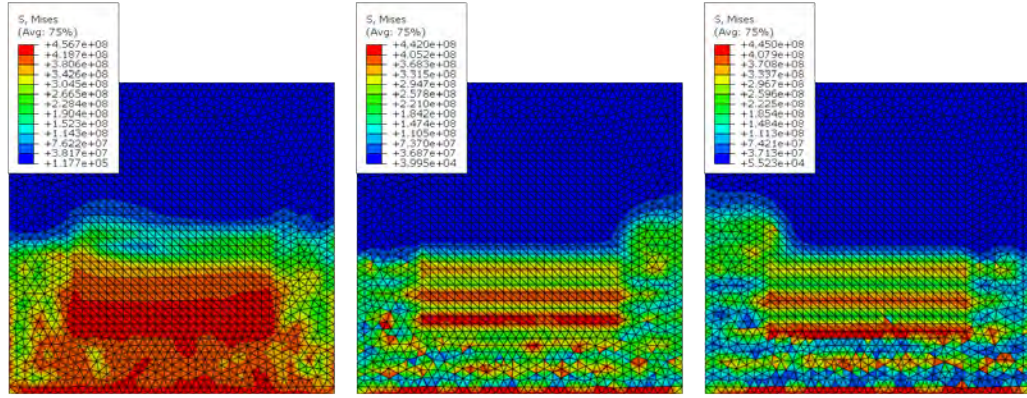 S, Mises
(Avg: 75%)
+4.567e+08
+4.187e+08
+3.806e+08
+3.426e+08
+3.045e+08
+2.665e+08
+2.284e+08
+1.904e+08
+1.523e+08
+1.143e+08
+7.622e+07
+3.817e+07
+1.177e+05
S, Mises
(Avg: 75%)
+4.420e+08
+4.052e+08
+3.683e+08
+3.315e+08
+2.947e+08
+2.578e+08
+2.210e+08
+1.842e+08
+1.474e+08
+1.105e+08
+7.370e+07
+3.687e+07
+3.995e+04
S, Mises
(Avg: 75%)
+4.450e+08
+4.079e+08
+3.708e+08
+3.337e+08
+2.967e+08
+2.596e+08
+2.225e+08
+1.854e+08
+1.484e+08
+1.113e+08
+7.421e+07
+3.713e+07
+5.523e+04